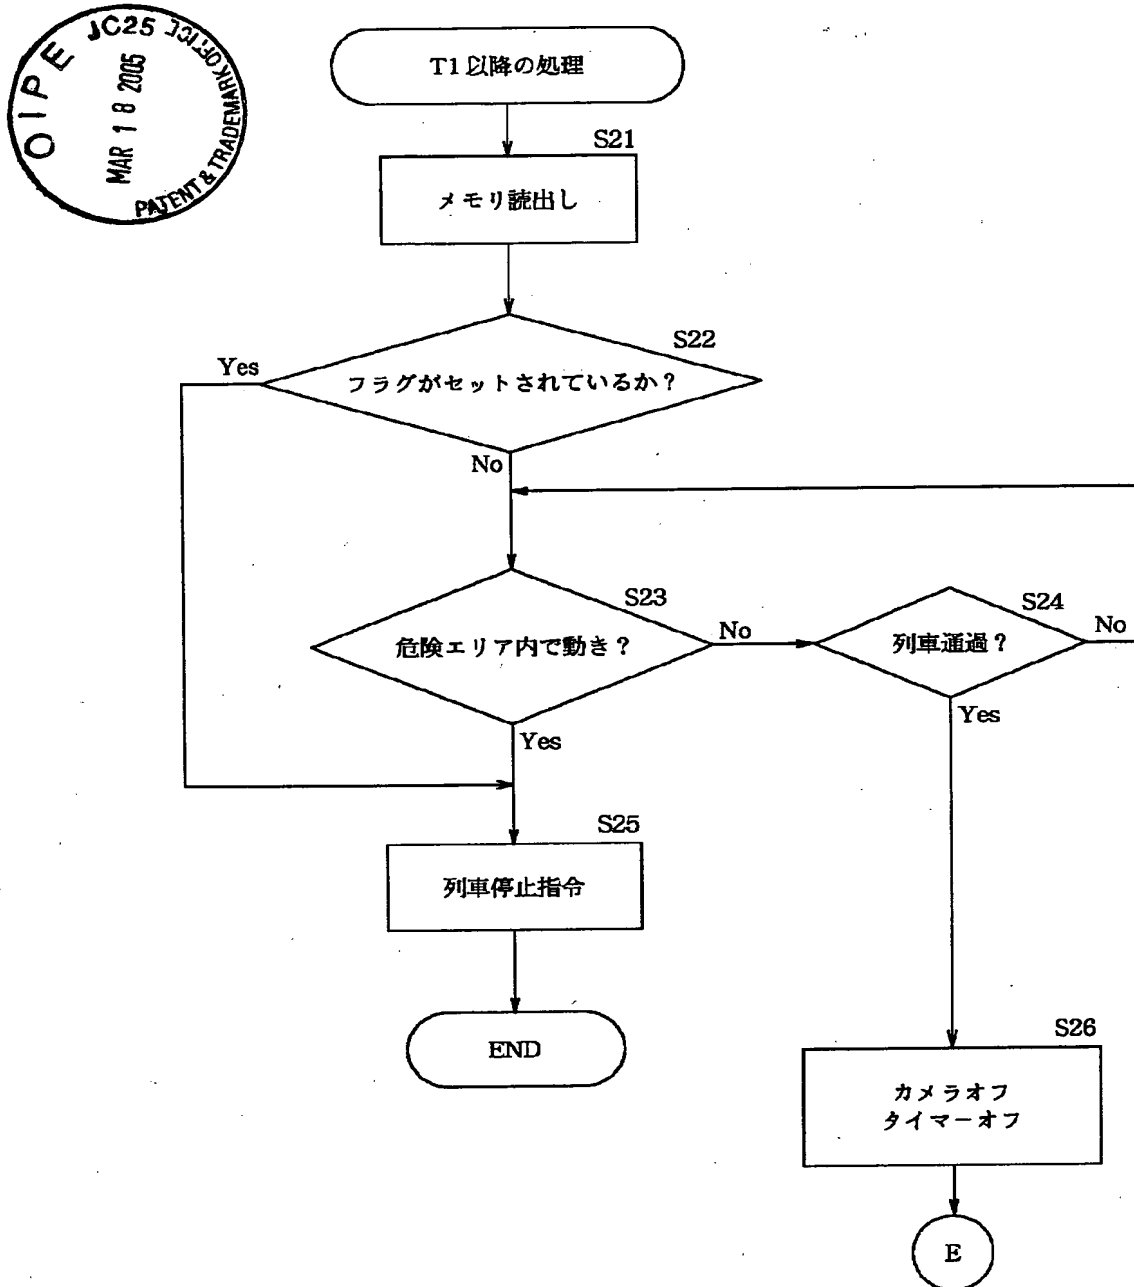 OIPE JC25
MAR 18 2005
PATENT & TRADEMARK OFFICE
T1以降の処理
S21
メモリ読出し
S22
Yes
フラグがセットされているか?
No
S23
危険エリア内で動き?
No
S24
列車通過?
No
Yes
Yes
S25
列車停止指令
END
S26
カメラオフ
タイマーオフ
E